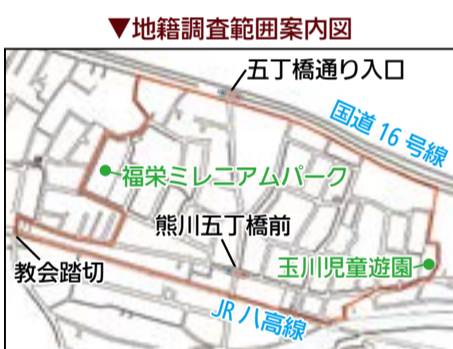 ▼地籍調査範囲案内図
五丁橋通り入口
国道16号線
福栄ミレニアムパーク
熊川五丁橋前
玉川児童遊園
教会踏切
JR八高線